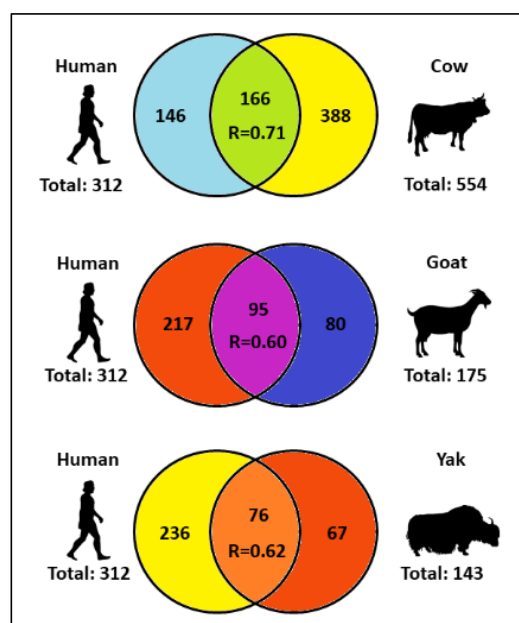 Human
Cow
146
166
R=0.71
388
Total: 312
Total: 554
Human
Goat
217
95
R=0.60
80
Total: 312
Total: 175
Human
Yak
236
76
R=0.62
67
Total: 312
Total: 143